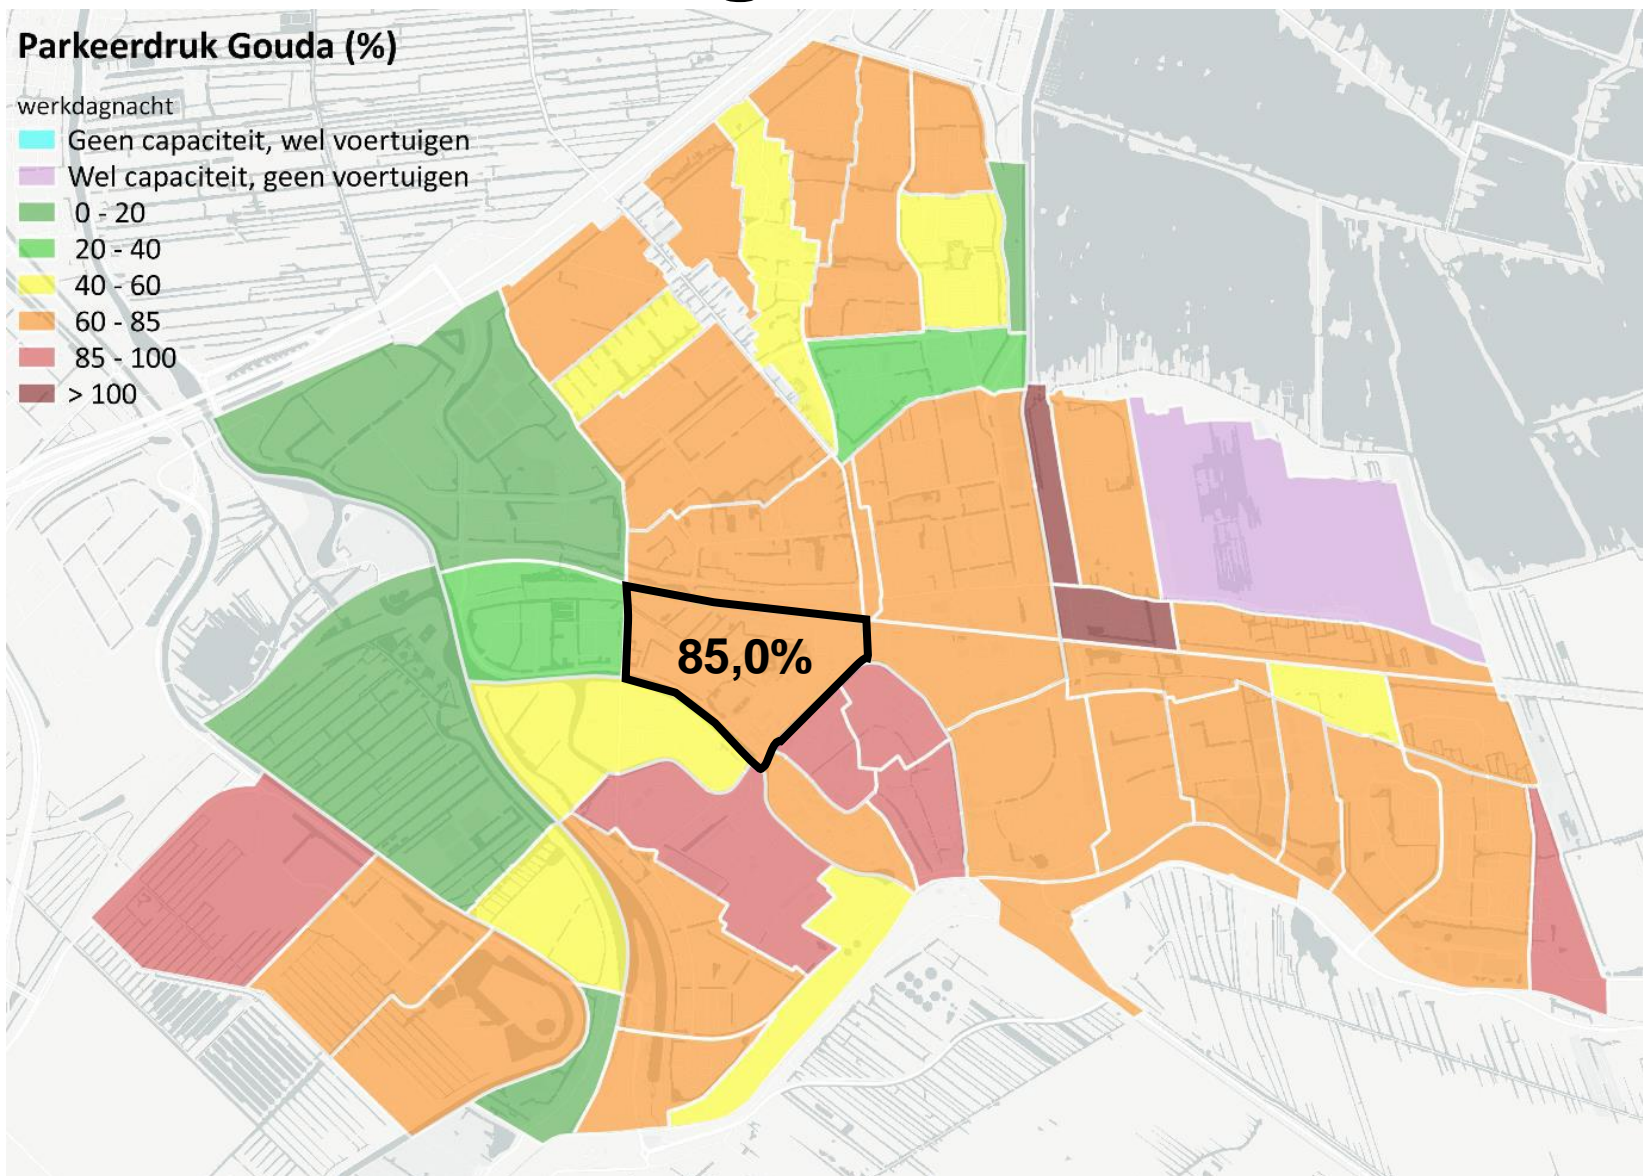 Parkeerdruk Gouda (%)
werkdagnacht
Geen capaciteit, wel voertuigen
Wel capaciteit, geen voertuigen
0 - 20
20 - 40
40 - 60
60 - 85
85 - 100
> 100
85,0%